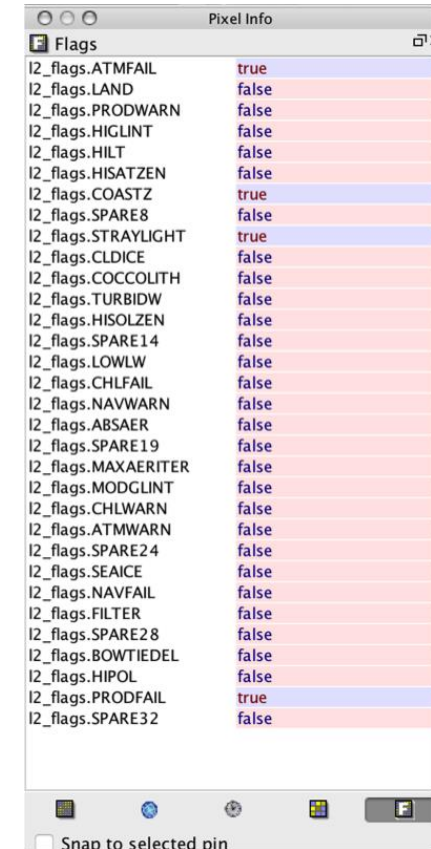 Pixel Info
Flags
l2_flags.ATMFAIL true
l2_flags.LAND false
l2_flags.PRODWARN false
l2_flags.HIGLINT false
l2_flags.HILT false
l2_flags.HISATZEN false
l2_flags.COASTZ true
l2_flags.SPARE8 false
l2_flags.STRAYLIGHT true
l2_flags.CLDICE false
l2_flags.COCCOLITH false
l2_flags.TURBIDW false
l2_flags.HISOLZEN false
l2_flags.SPARE14 false
l2_flags.LOWLW false
l2_flags.CHLFAIL false
l2_flags.NAVWARN false
l2_flags.ABSAER false
l2_flags.SPARE19 false
l2_flags.MAXAERITER false
l2_flags.MODGLINT false
l2_flags.CHLWARN false
l2_flags.ATMWARN false
l2_flags.SPARE24 false
l2_flags.SEAICE false
l2_flags.NAVFAIL false
l2_flags.FILTER false
l2_flags.SPARE28 false
l2_flags.BOWTIEDEL false
l2_flags.HIPOL false
l2_flags.PRODFAIL true
l2_flags.SPARE32 false
Snap to selected pin